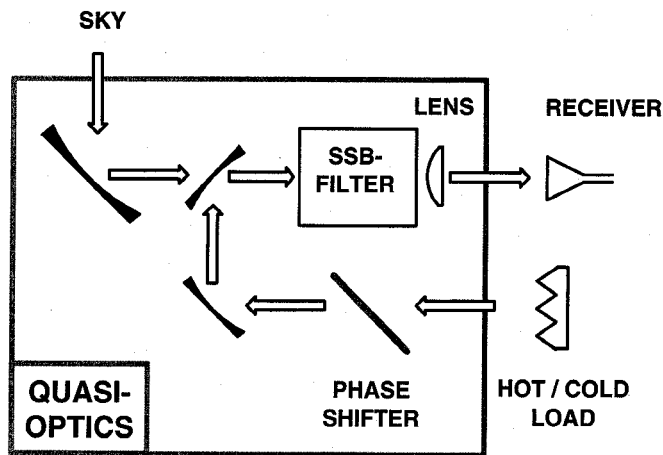 SKY
LENS
RECEIVER
SSB-
FILTER
QUASI-
OPTICS
PHASE
SHIFTER
HOT / COLD
LOAD